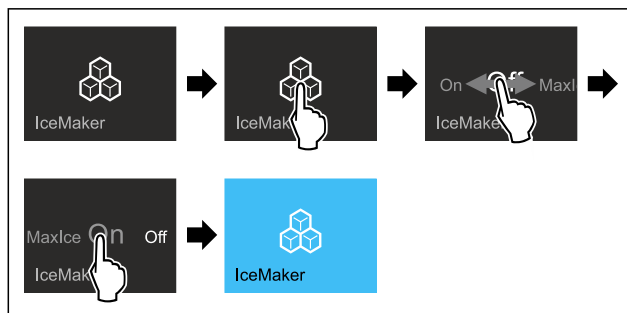 IceMaker
IceMak
On Off MaxI
IceMake
MaxIce On Off
IceMak
IceMaker